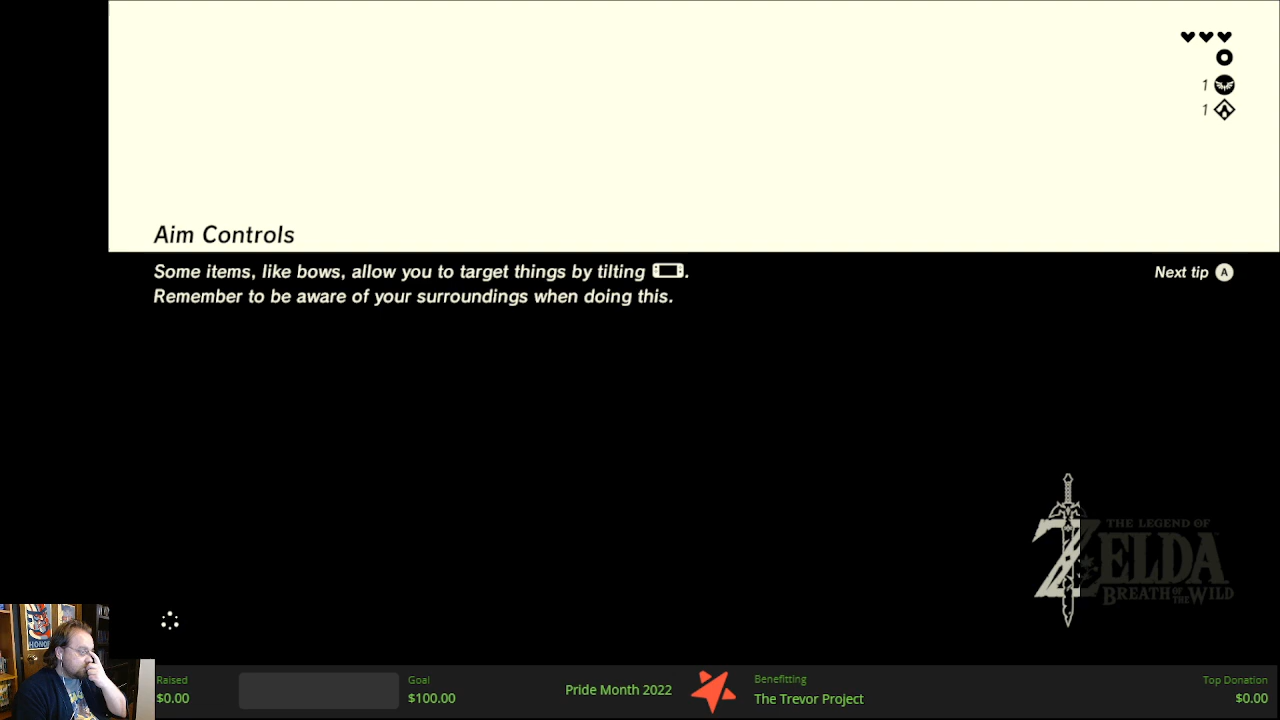 1
1
Aim Controls
Some items, like bows, allow you to target things by tilting .
Remember to be aware of your surroundings when doing this.
Next tip A
THE LEGEND OF
ZELDA
BREATH OF THE WILD
HONOR
Raised
$0.00
Goal
$100.00
Pride Month 2022
Benefitting
The Trevor Project
Top Donation
$0.00